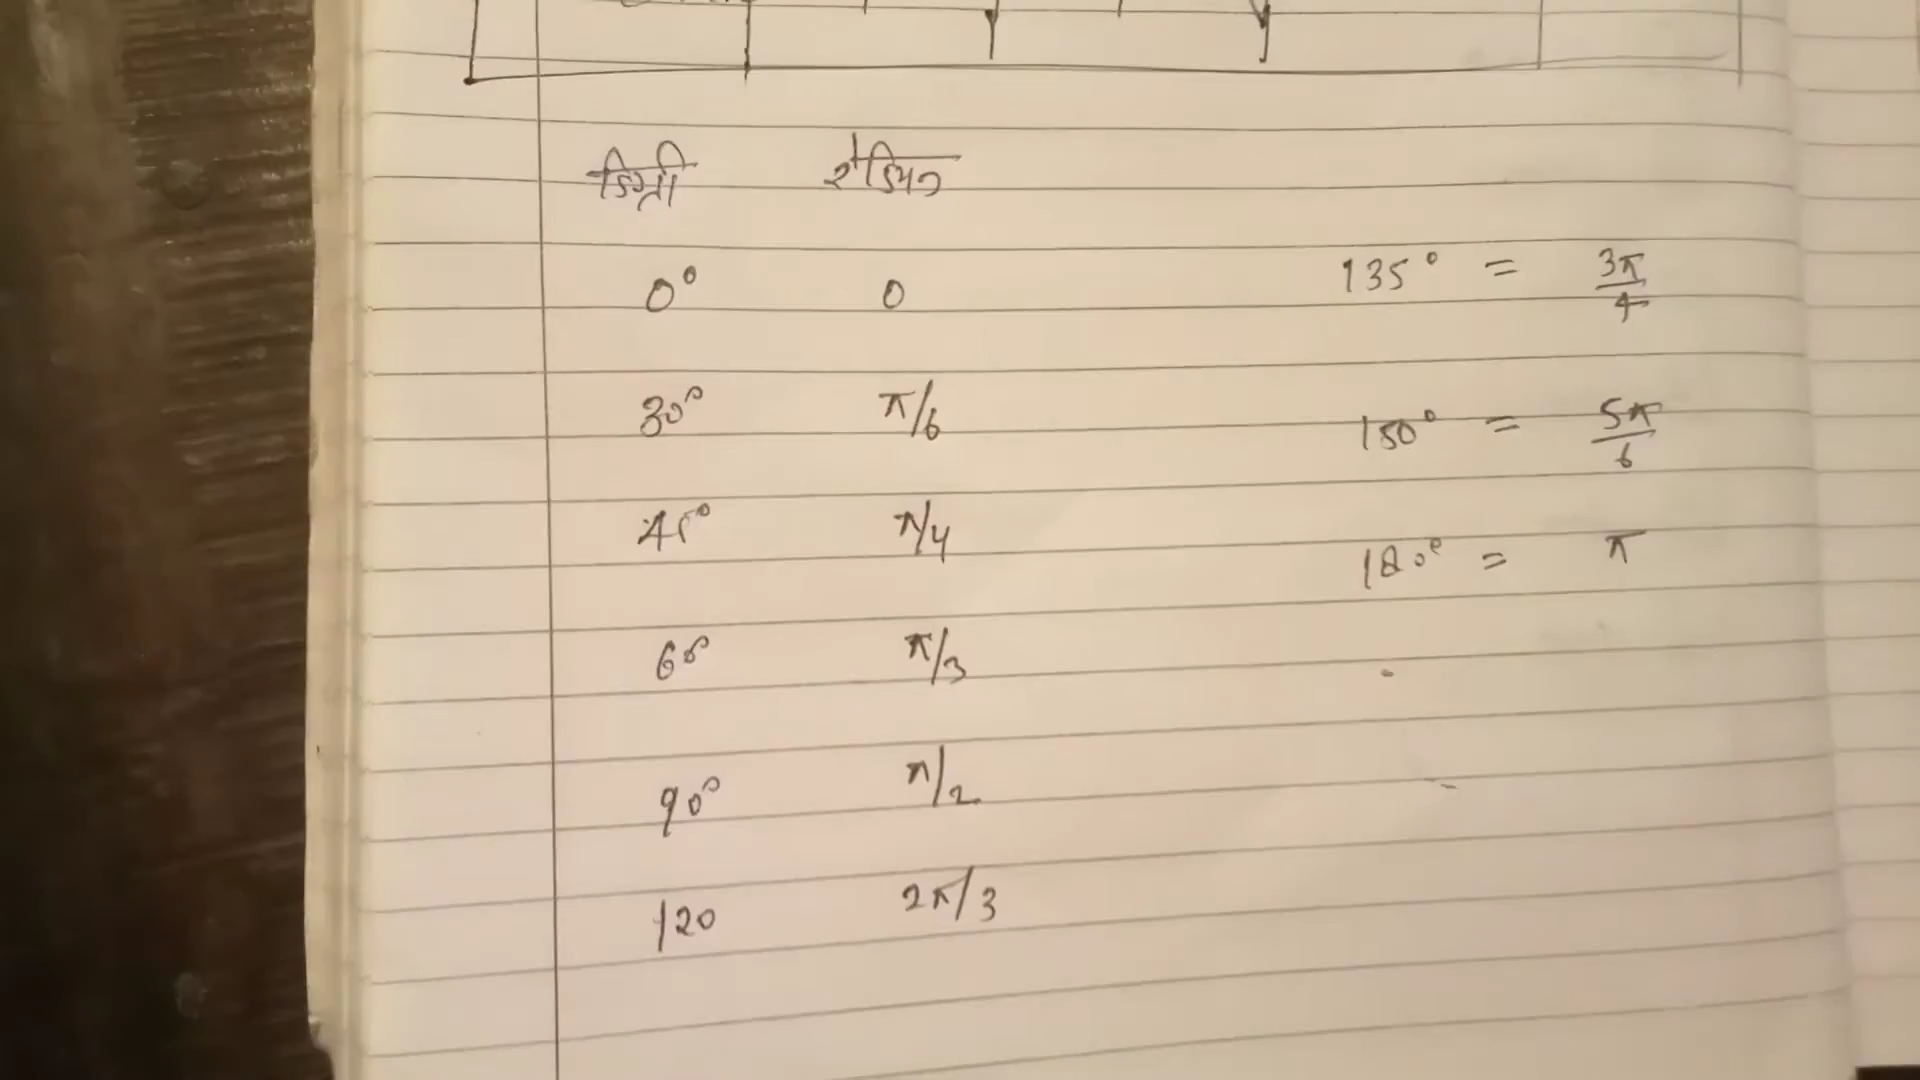 डिग्री रेडियन
0° 0
30° π/6
45° π/4
60° π/3
90° π/2
120 2π/3
135° = 3π/4
150° = 5π/6
180° = π